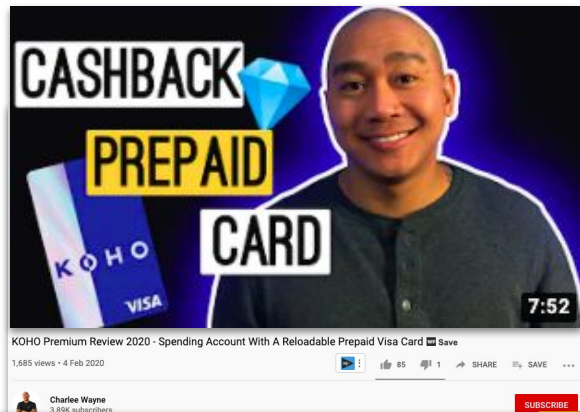 CASHBACK
PREPAID
CARD
KOHO
VISA
7:52
KOHO Premium Review 2020 - Spending Account With A Reloadable Prepaid Visa Card Save
1,685 views • 4 Feb 2020
85 1 SHARE SAVE
Charlee Wayne
3.89K subscribers
SUBSCRIBE